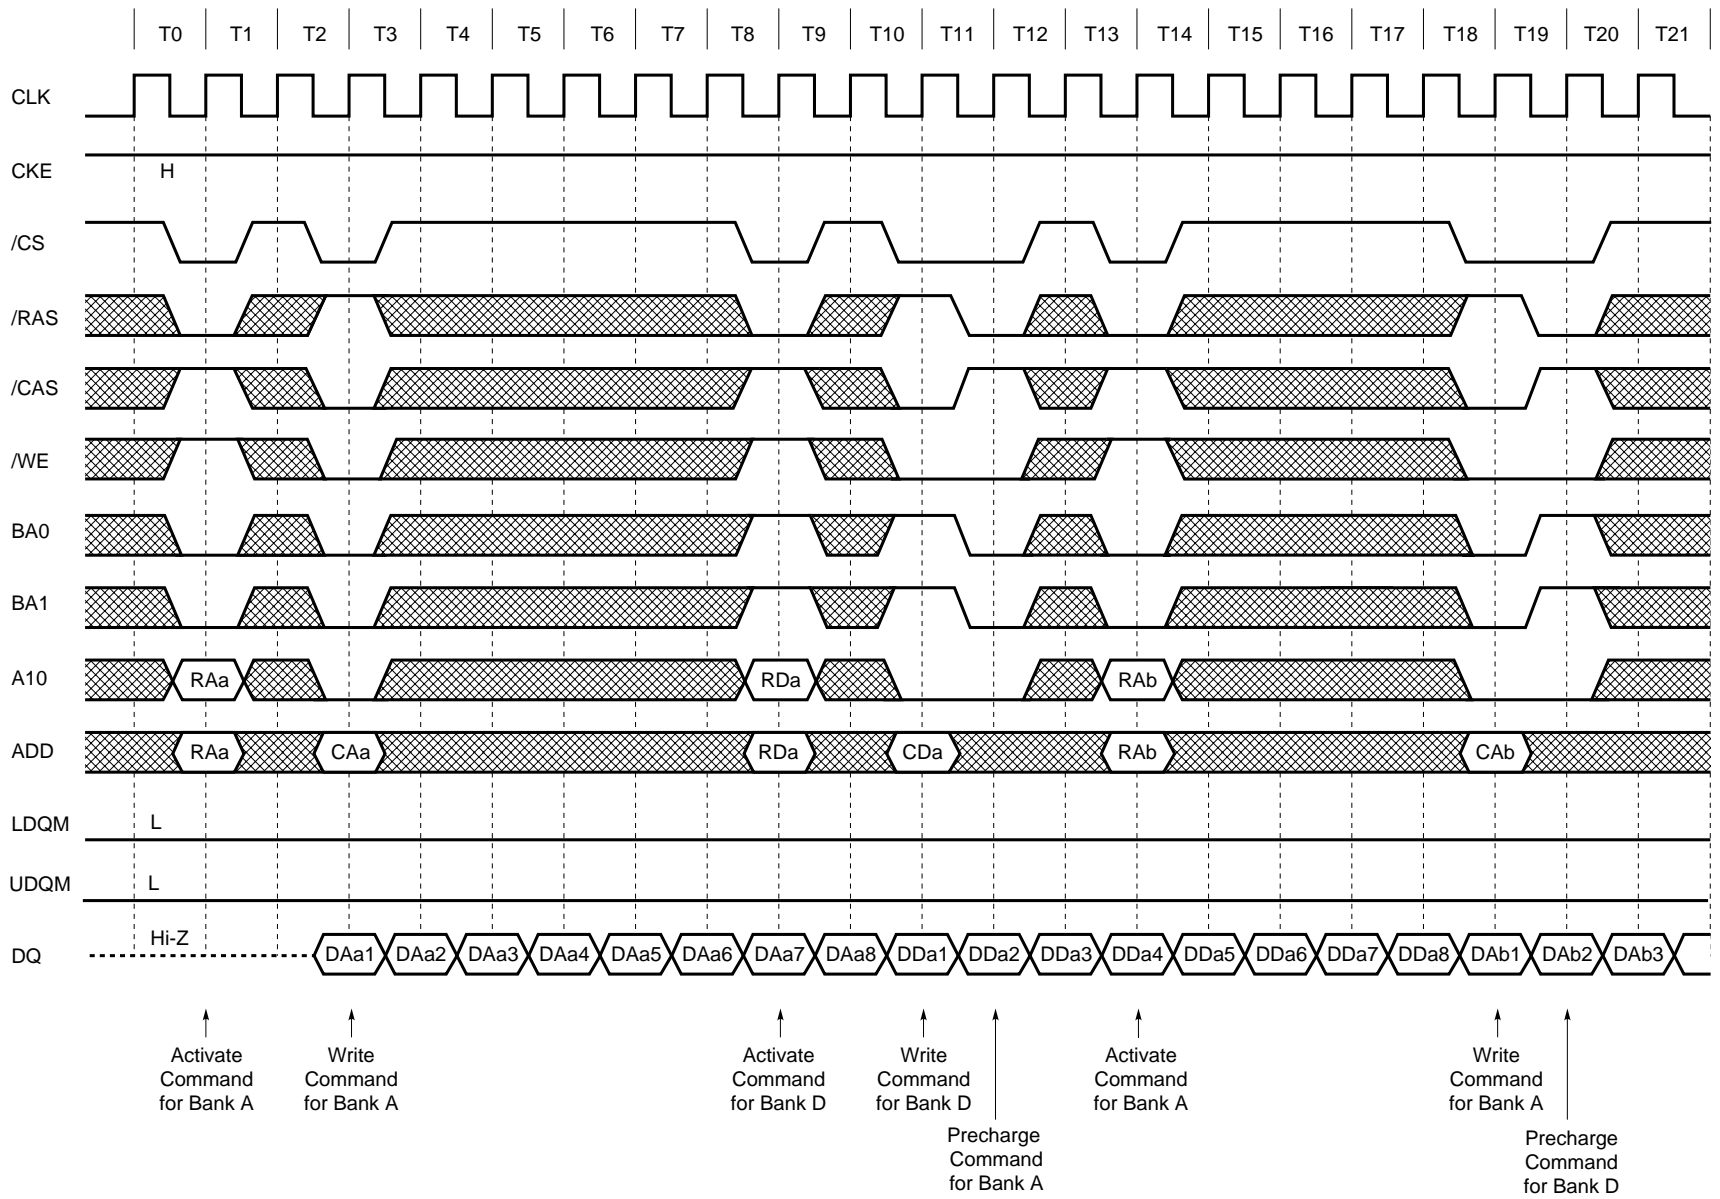 T0 T1 T2 T3 T4 T5 T6 T7 T8 T9 T10 T11 T12 T13 T14 T15 T16 T17 T18 T19 T20 T21
CLK
CKE H
/CS
/RAS
/CAS
/WE
BA0
BA1
A10 RAa RDa RAb
ADD RAa CAa RDa CDa RAb CAb
LDQM L
UDQM L
DQ Hi-Z DAa1 DAa2 DAa3 DAa4 DAa5 DAa6 DAa7 DAa8 DDa1 DDa2 DDa3 DDa4 DDa5 DDa6 DDa7 DDa8 DAb1 DAb2 DAb3
Activate
Command
for Bank A
Write
Command
for Bank A
Activate
Command
for Bank D
Write
Command
for Bank D
Precharge
Command
for Bank A
Activate
Command
for Bank A
Write
Command
for Bank A
Precharge
Command
for Bank D